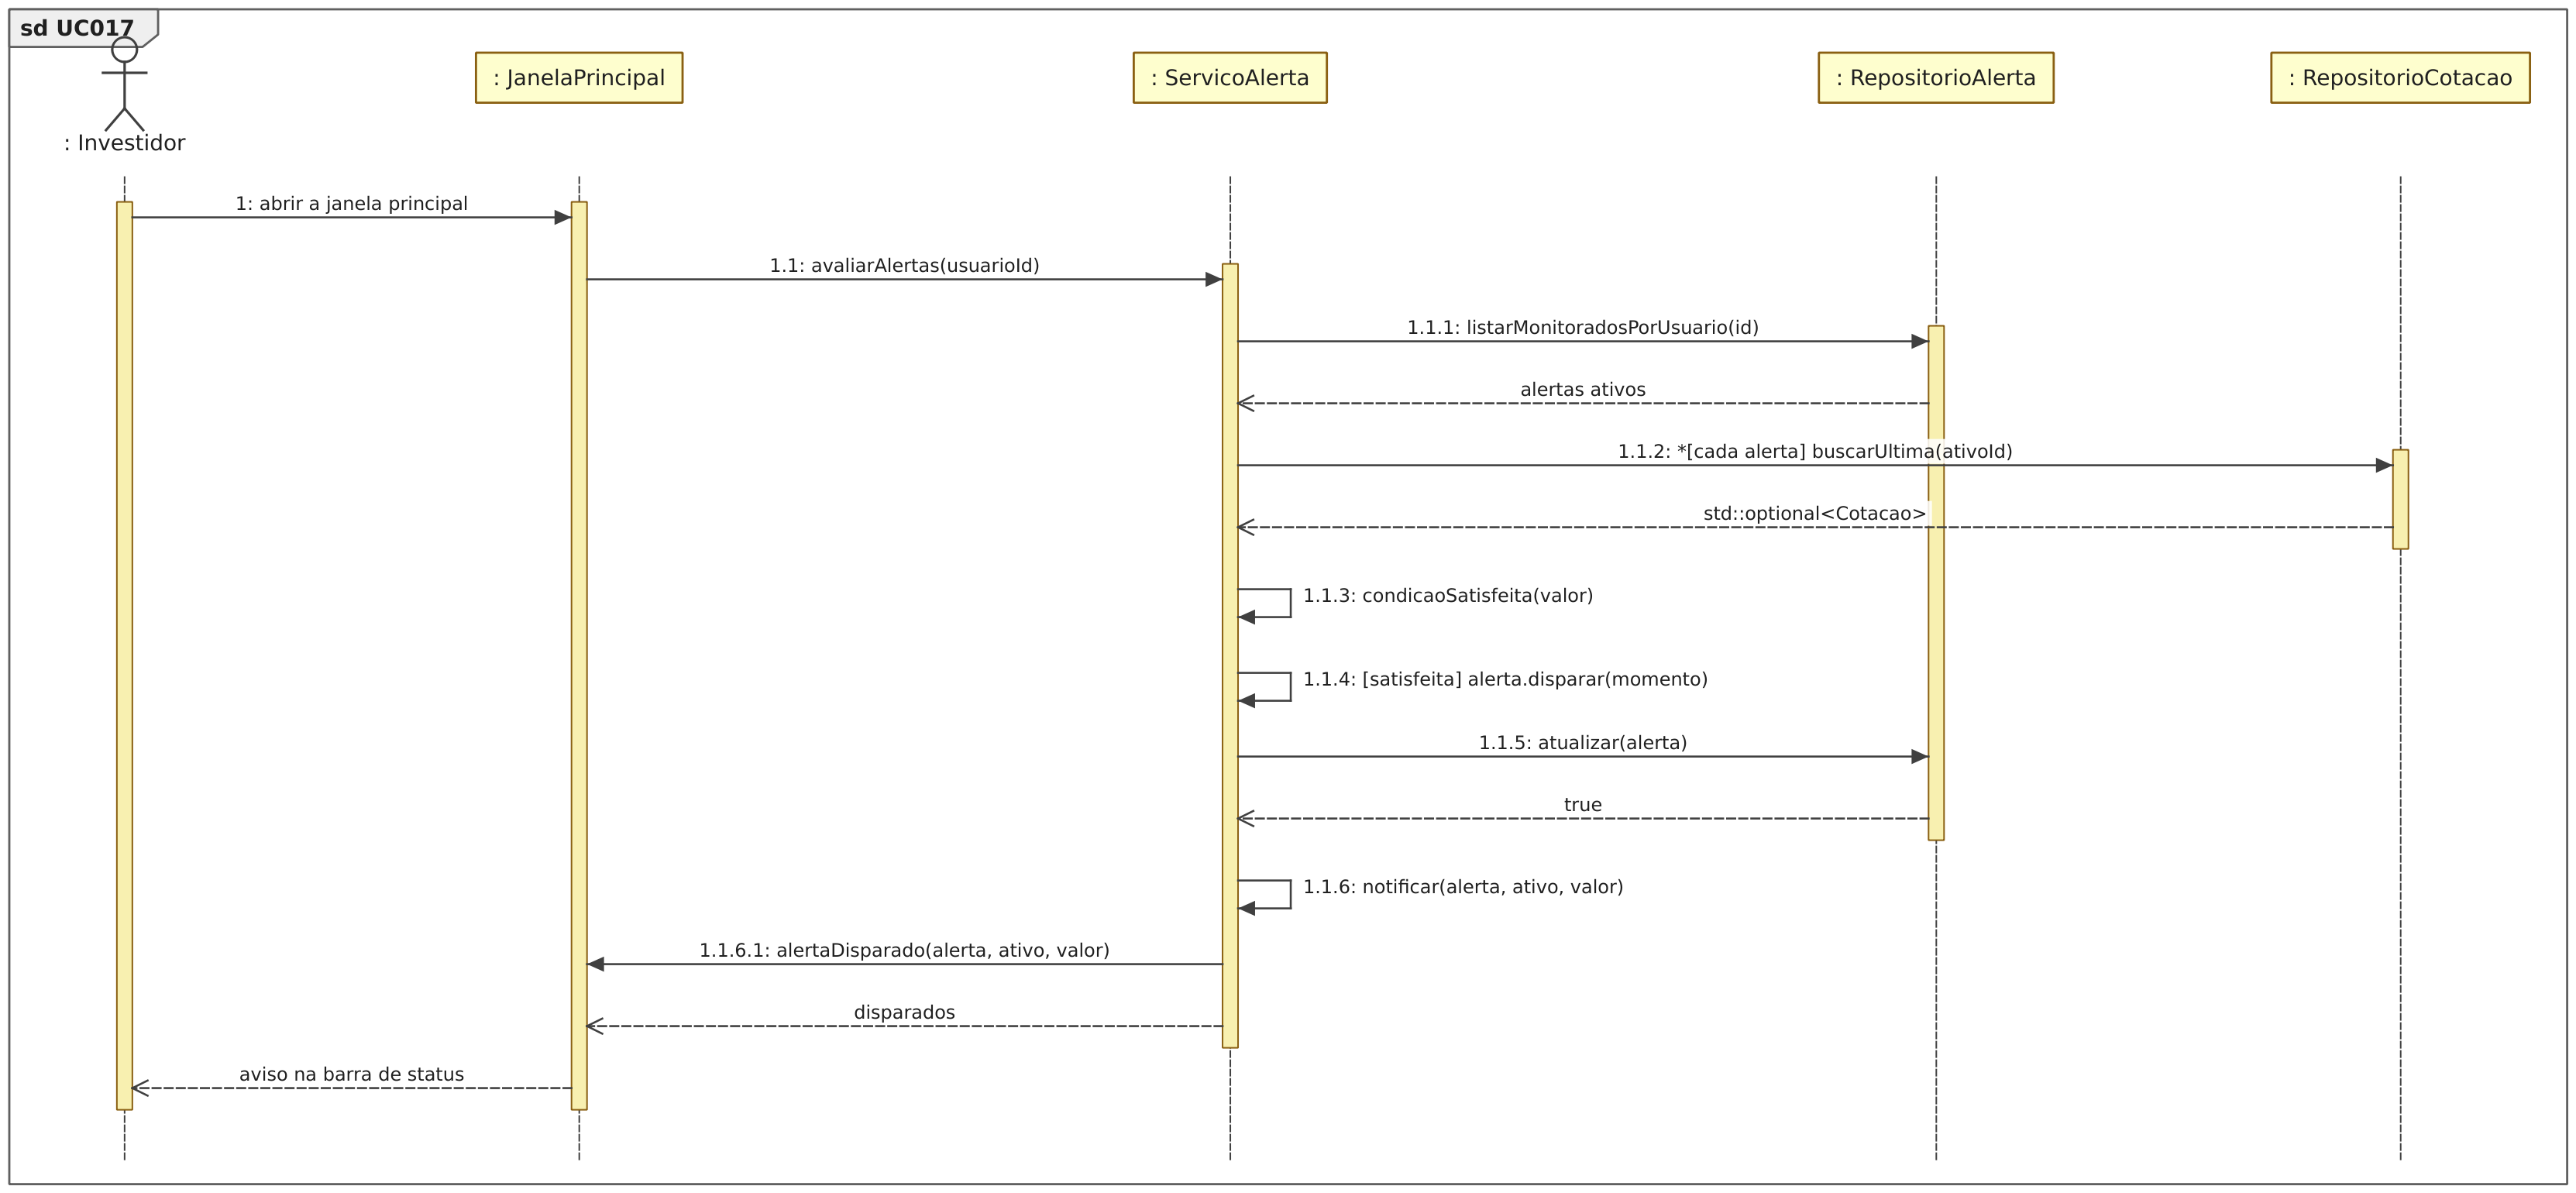 sd UC017
: Investidor
: JanelaPrincipal
: ServicoAlerta
: RepositorioAlerta
: RepositorioCotacao
1: abrir a janela principal
1.1: avaliarAlertas(usuarioId)
1.1.1: listarMonitoradosPorUsuario(id)
alertas ativos
1.1.2: *[cada alerta] buscarUltima(ativoId)
std::optional<Cotacao>
1.1.3: condicaoSatisfeita(valor)
1.1.4: [satisfeita] alerta.disparar(momento)
1.1.5: atualizar(alerta)
true
1.1.6: notificar(alerta, ativo, valor)
1.1.6.1: alertaDisparado(alerta, ativo, valor)
disparados
aviso na barra de status